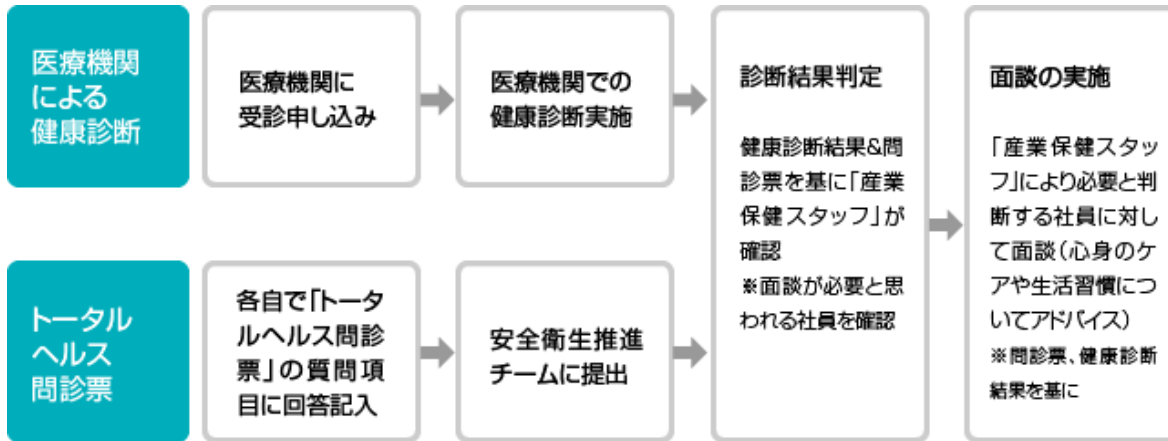 医療機関
による
健康診断
医療機関に
受診申し込み
医療機関での
健康診断実施
トータル
ヘルス
問診票
各自で「トータ
ルヘルス問診
票」の質問項
目に回答記入
安全衛生推進
チームに提出
診断結果判定
健康診断結果&問
診票を基に「産業
保健スタッフ」が
確認
※面談が必要と思
われる社員を確認
面談の実施
「産業保健スタッ
フ」により必要と判
断する社員に対し
て面談(心身のケ
アや生活習慣につ
いてアドバイス)
※問診票、健康診断
結果を基に